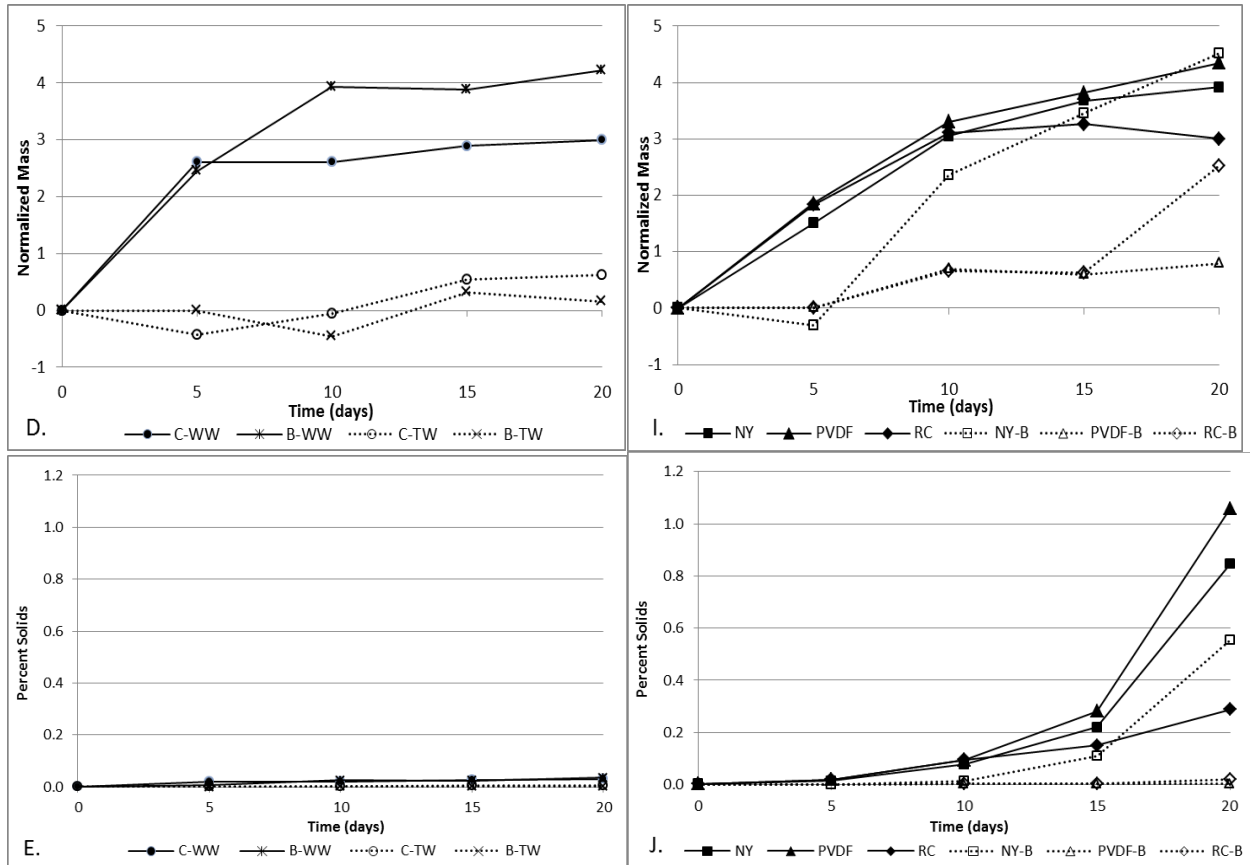 5
4
3
2
1
0
-1
Normalized Mass
0 5 10 15 20
Time (days)
D.
C-WW B-WW C-TW B-TW
5
4
3
2
1
0
-1
Normalized Mass
0 5 10 15 20
Time (days)
I.
NY PVDF RC NY-B PVDF-B RC-B
1.2
1.0
0.8
0.6
0.4
0.2
0.0
Percent Solids
0 5 10 15 20
Time (days)
E.
C-WW B-WW C-TW B-TW
1.2
1.0
0.8
0.6
0.4
0.2
0.0
Percent Solids
0 5 10 15 20
Time (days)
J.
NY PVDF RC NY-B PVDF-B RC-B